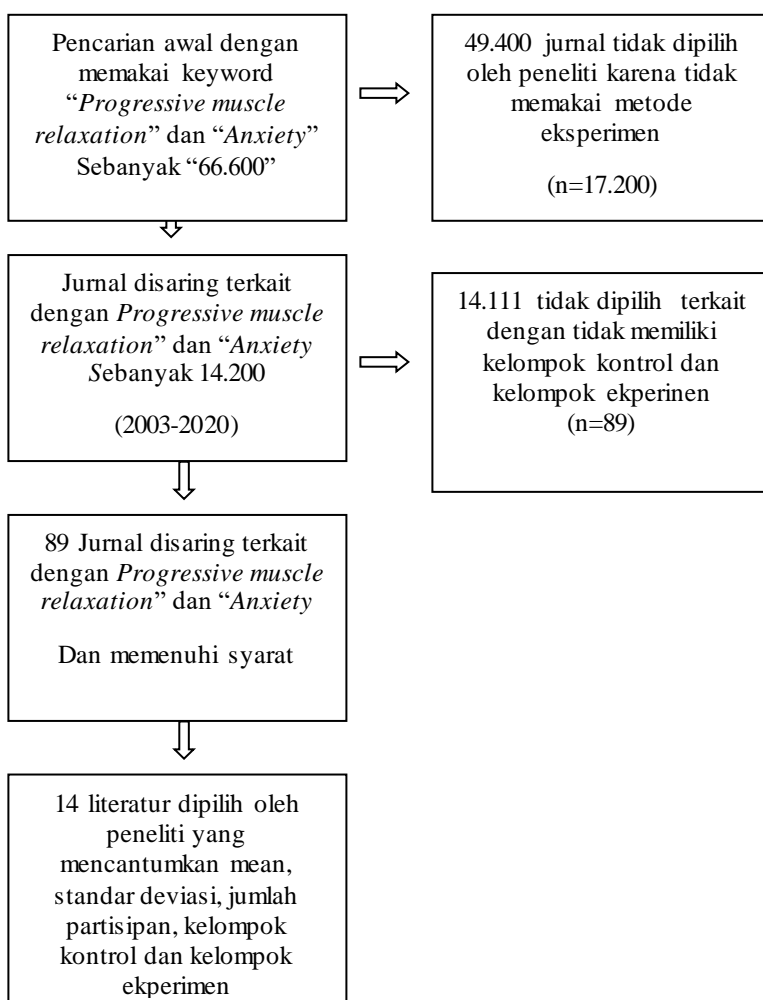 Pencarian awal dengan
memakai keyword
“Progressive muscle
relaxation” dan “Anxiety”
Sebanyak “66.600”
49.400 jurnal tidak dipilih
oleh peneliti karena tidak
memakai metode
eksperimen
(n=17.200)
Jurnal disaring terkait
dengan Progressive muscle
relaxation” dan “Anxiety
Sebanyak 14.200
(2003-2020)
14.111 tidak dipilih terkait
dengan tidak memiliki
kelompok kontrol dan
kelompok ekperinen
(n=89)
89 Jurnal disaring terkait
dengan Progressive muscle
relaxation” dan “Anxiety
Dan memenuhi syarat
14 literatur dipilih oleh
peneliti yang
mencantumkan mean,
standar deviasi, jumlah
partisipan, kelompok
kontrol dan kelompok
ekperimen